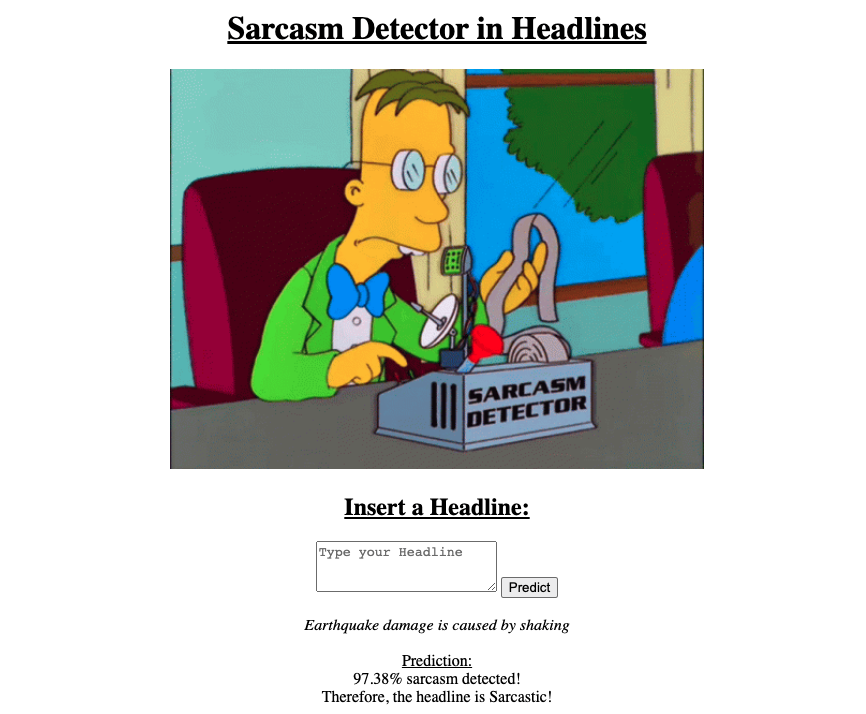 Sarcasm Detector in Headlines
SARCASM
DETECTOR
Insert a Headline:
Type your Headline
Predict
Earthquake damage is caused by shaking
Prediction:
97.38% sarcasm detected!
Therefore, the headline is Sarcastic!